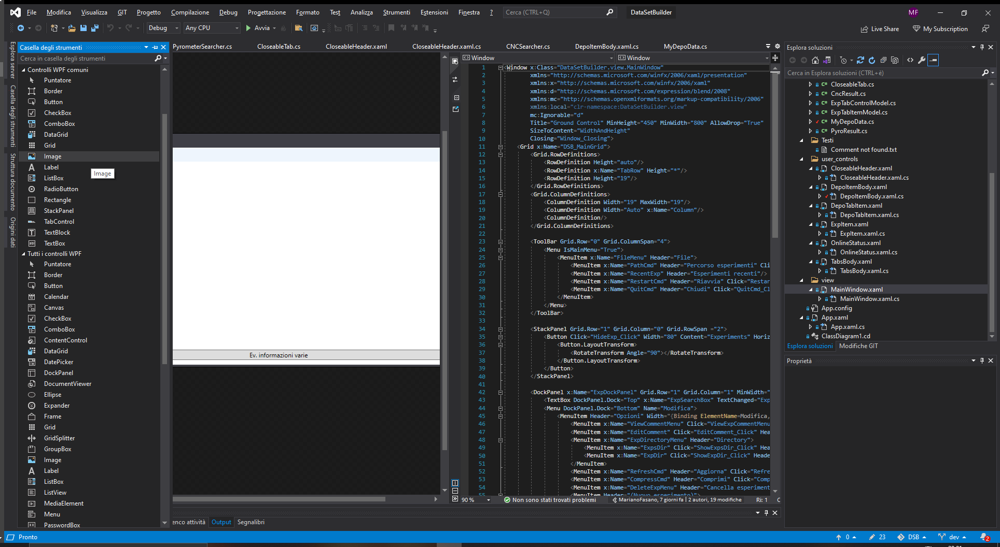 File Modifica Visualizza GIT Progetto Compilazione Debug Progettazione Formato Test Analizza Strumenti Estensioni Finestra ? Cerca (CTRL+Q) DataSetBuilder MF
Debug Any CPU Avvia Live Share My Subscription
Esplora server
Casella degli strumenti
Struttura documento
Origini dati
Casella degli strumenti
Cerca in casella degli strumenti
Controlli WPF comuni
Puntatore
Border
Button
CheckBox
ComboBox
DataGrid
Grid
Image
Label
Image
ListBox
RadioButton
Rectangle
StackPanel
TabControl
TextBlock
TextBox
Tutti i controlli WPF
Puntatore
Border
Button
Calendar
Canvas
CheckBox
ComboBox
ContentControl
DataGrid
DatePicker
DockPanel
DocumentViewer
Ellipse
Expander
Frame
Grid
GridSplitter
GroupBox
Image
Label
ListBox
ListView
MediaElement
Menu
PasswordBox
PyrometerSearcher.cs CloseableTab.cs CloseableHeader.xaml CloseableHeader.xaml.cs CNCSearcher.cs DepoItemBody.xaml.cs MyDepoData.cs
Ev. informazioni varie
Window Window
1 <Window x:Class="DataSetBuilder.view.MainWindow"
2 xmlns="http://schemas.microsoft.com/winfx/2006/xaml/presentation"
3 xmlns:x="http://schemas.microsoft.com/winfx/2006/xaml"
4 xmlns:d="http://schemas.microsoft.com/expression/blend/2008"
5 xmlns:mc="http://schemas.openxmlformats.org/markup-compatibility/2006"
6 xmlns:local="clr-namespace:DataSetBuilder.view"
7 mc:Ignorable="d"
8 Title="Ground Control" MinHeight="450" MinWidth="800" AllowDrop="True"
9 SizeToContent="WidthAndHeight"
10 Closing="Window_Closing">
11 <Grid x:Name="DSB_MainGrid">
12 <Grid.RowDefinitions>
13 <RowDefinition Height="auto"/>
14 <RowDefinition x:Name="TabRow" Height="*"/>
15 <RowDefinition Height="19"/>
16 </Grid.RowDefinitions>
17 <Grid.ColumnDefinitions>
18 <ColumnDefinition Width="19" MaxWidth="19"/>
19 <ColumnDefinition Width="Auto" x:Name="Column"/>
20 <ColumnDefinition/>
21 </Grid.ColumnDefinitions>
22
23 <ToolBar Grid.Row="0" Grid.ColumnSpan="4">
24 <Menu IsMainMenu="True">
25 <MenuItem x:Name="FileMenu" Header="File">
26 <MenuItem x:Name="PathCmd" Header="Percorso esperimenti" Cli
27 <MenuItem x:Name="RecentExp" Header="Esperimenti recenti"/>
28 <MenuItem x:Name="RestartCmd" Header="Riavvia" Click="Restar
29 <MenuItem x:Name="QuitCmd" Header="Chiudi" Click="QuitCmd_Cl
30 </MenuItem>
31 </Menu>
32 </ToolBar>
33
34 <StackPanel Grid.Row="1" Grid.Column="0" Grid.RowSpan ="2">
35 <Button Click="HideExp_Click" Width="80" Content="Experiments" Horiz
36 <Button.LayoutTransform>
37 <RotateTransform Angle="90"></RotateTransform>
38 </Button.LayoutTransform>
39 </Button>
40 </StackPanel>
41
42 <DockPanel x:Name="ExpDockPanel" Grid.Row="1" Grid.Column="1" MinWidth="
43 <TextBox DockPanel.Dock="Top" x:Name="ExpSearchBox" TextChanged="Exp
44 <Menu DockPanel.Dock="Bottom" Name="Modifica">
45 <MenuItem Header="Opzioni" Width="{Binding ElementName=Modifica,
46 <MenuItem x:Name="ViewCommentMenu" Click="ViewExpCommentMenu
47 <MenuItem x:Name="EditComment" Click="EditComment_Click" Hea
48 <MenuItem x:Name="ExpDirectoryMenu" Header="Directory">
49 <MenuItem x:Name="ExpsDir" Click="ShowExpsDir_Click" Hea
50 <MenuItem x:Name="ExpDir" Click="ShowExpDir_Click" Heade
51 </MenuItem>
52 <MenuItem x:Name="RefreshCmd" Header="Aggiorna" Click="Refre
53 <MenuItem x:Name="CompressCmd" Header="Comprimi" Click="Comp
54 <MenuItem x:Name="DeleteExpMenu" Header="Cancella esperiment
55 <MenuItem Header="(Nuovo esperimento)">
90 % Non sono stati trovati problemi MarianoFasano, 7 giorni fa | 2 autori, 19 modifiche Ri: 1 C
enco attività Output Segnalibri
Esplora soluzioni
Cerca in Esplora soluzioni (CTRL+è)
C# CloseableTab.cs
C# CncResult.cs
C# ExpTabControlModel.cs
C# ExpTabItemModel.cs
C# MyDepoData.cs
C# PyroResult.cs
Testi
Comment not found.txt
user_controls
CloseableHeader.xaml
CloseableHeader.xaml.cs
DepoItemBody.xaml
DepoItemBody.xaml.cs
DepoTabItem.xaml
DepoTabItem.xaml.cs
ExpItem.xaml
ExpItem.xaml.cs
OnlineStatus.xaml
OnlineStatus.xaml.cs
TabsBody.xaml
TabsBody.xaml.cs
view
MainWindow.xaml
MainWindow.xaml.cs
App.config
App.xaml
App.xaml.cs
ClassDiagram1.cd
Esplora soluzioni Modifiche GIT
Proprietà
Pronto 0 23 DSB dev 2